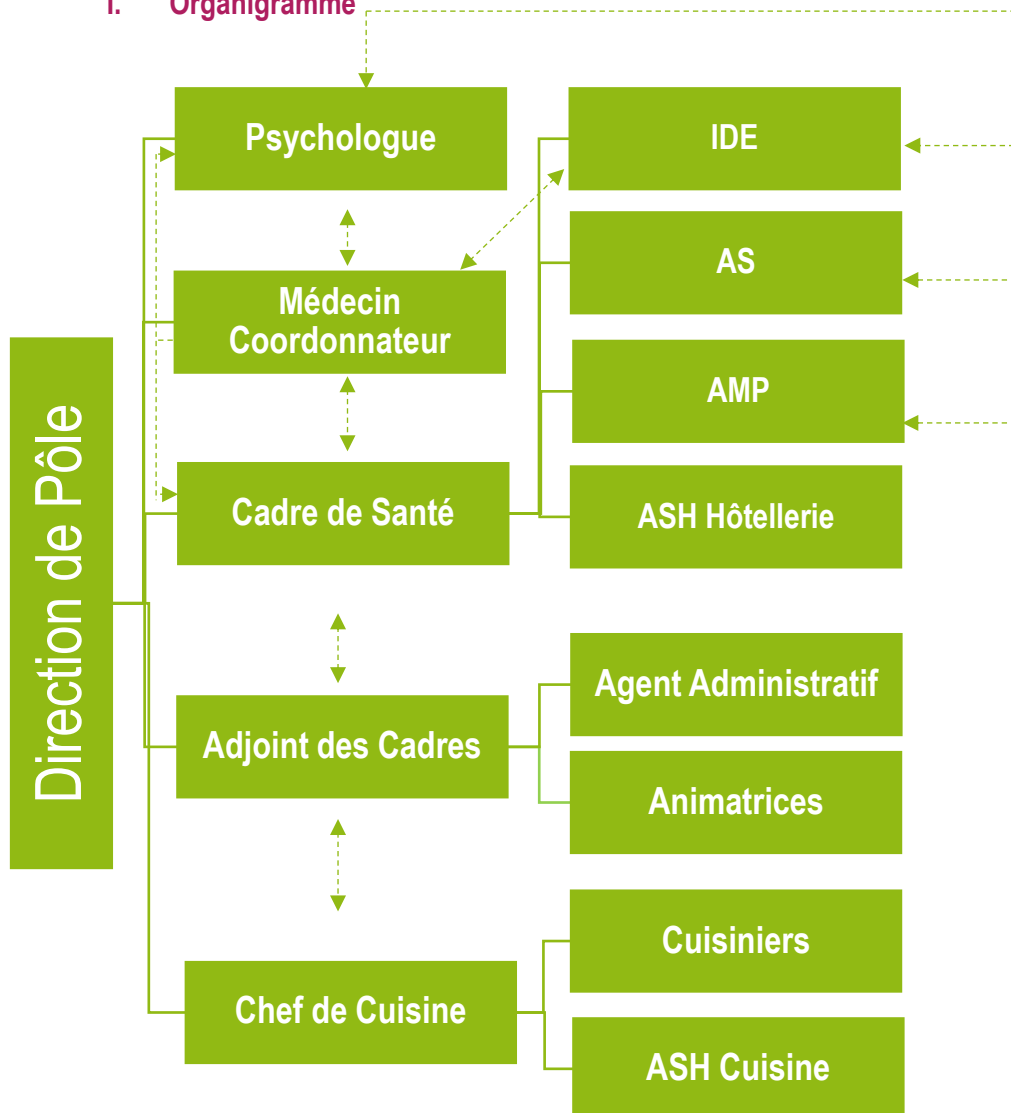 I. Organigramme
Psychologue
IDE
AS
Médecin
Coordonnateur
AMP
Direction de Pôle
Cadre de Santé
ASH Hôtellerie
Agent Administratif
Adjoint des Cadres
Animatrices
Cuisiniers
Chef de Cuisine
ASH Cuisine